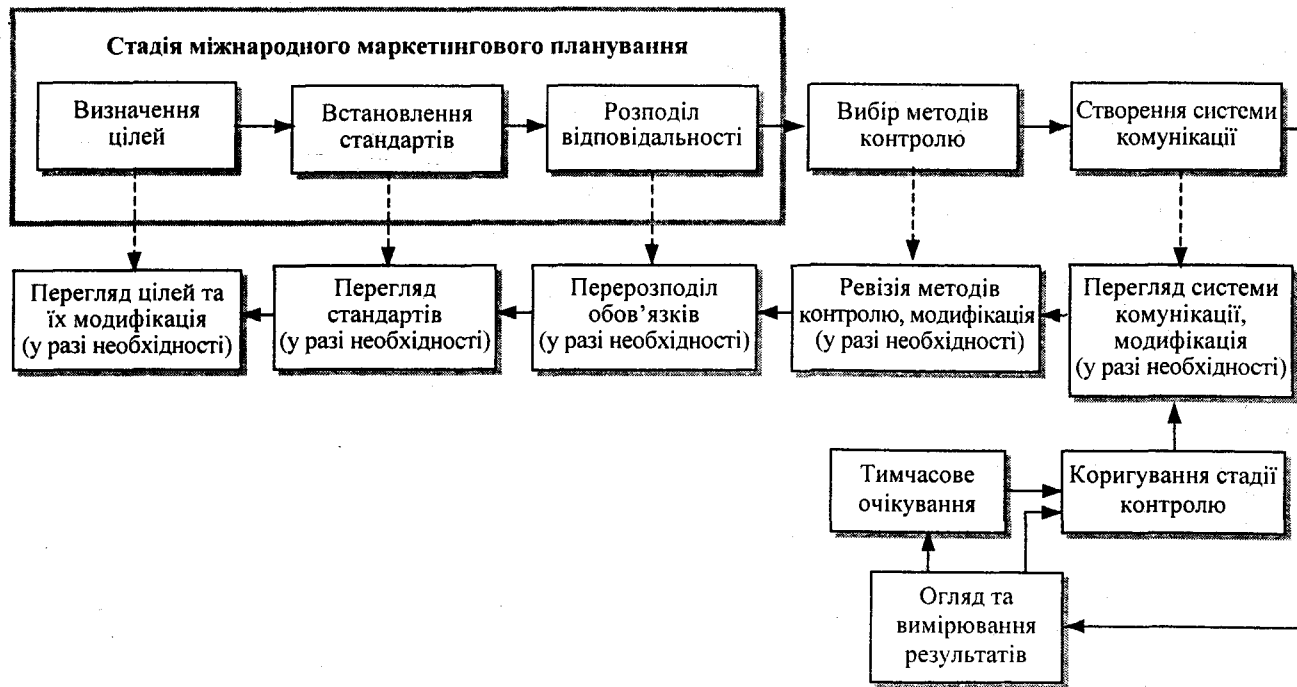 Стадія міжнародного маркетингового планування
Визначення
цілей
Встановлення
стандартів
Розподіл
відповідальності
Вибір методів
контролю
Створення системи
комунікації
Перегляд цілей та
їх модифікація
(у разі необхідності)
Перегляд
стандартів
(у разі необхідності)
Перерозподіл
обов’язків
(у разі необхідності)
Ревізія методів
контролю, модифікація
(у разі необхідності)
Перегляд системи
комунікації,
модифікація
(у разі необхідності)
Тимчасове
очікування
Коригування стадії
контролю
Огляд та
вимірювання
результатів